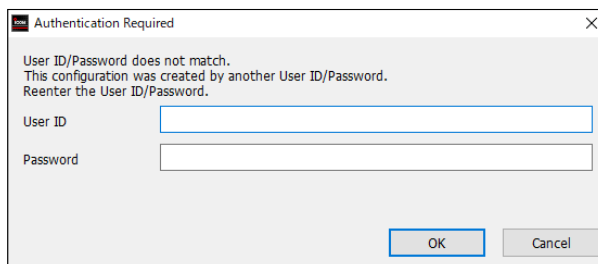 ICOM Authentication Required
User ID/Password does not match.
This configuration was created by another User ID/Password.
Reenter the User ID/Password.
User ID
Password
OK Cancel